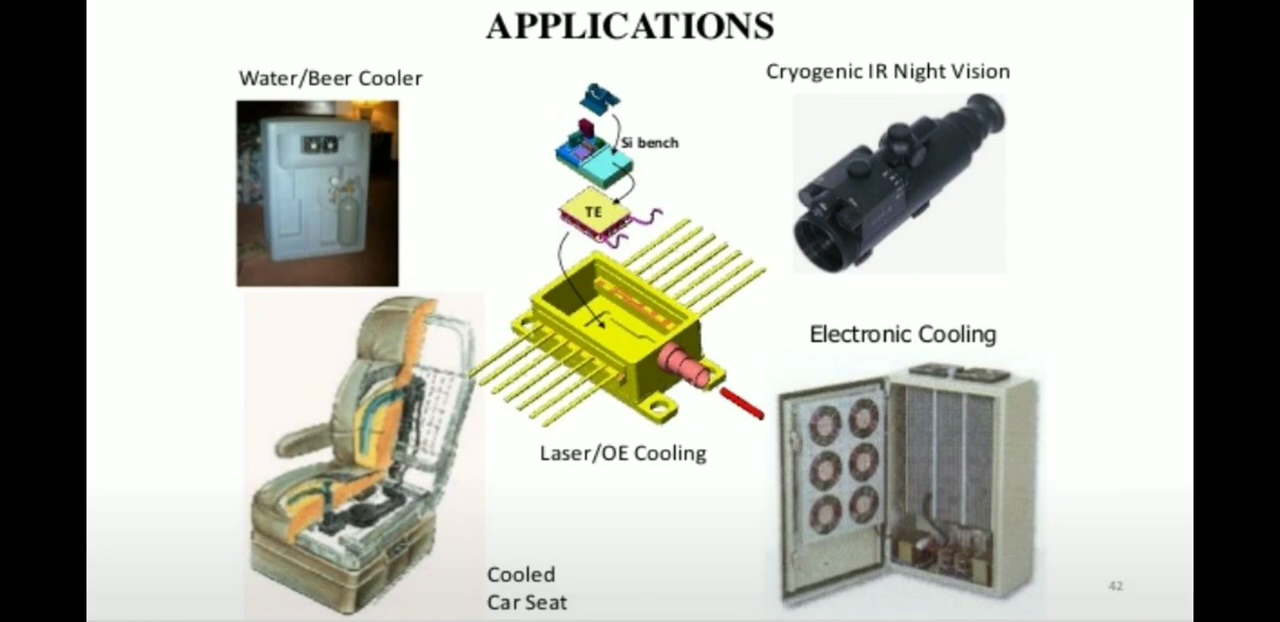 APPLICATIONS
Water/Beer Cooler
Cryogenic IR Night Vision
Si bench
TE
Electronic Cooling
Laser/OE Cooling
Cooled
Car Seat
42